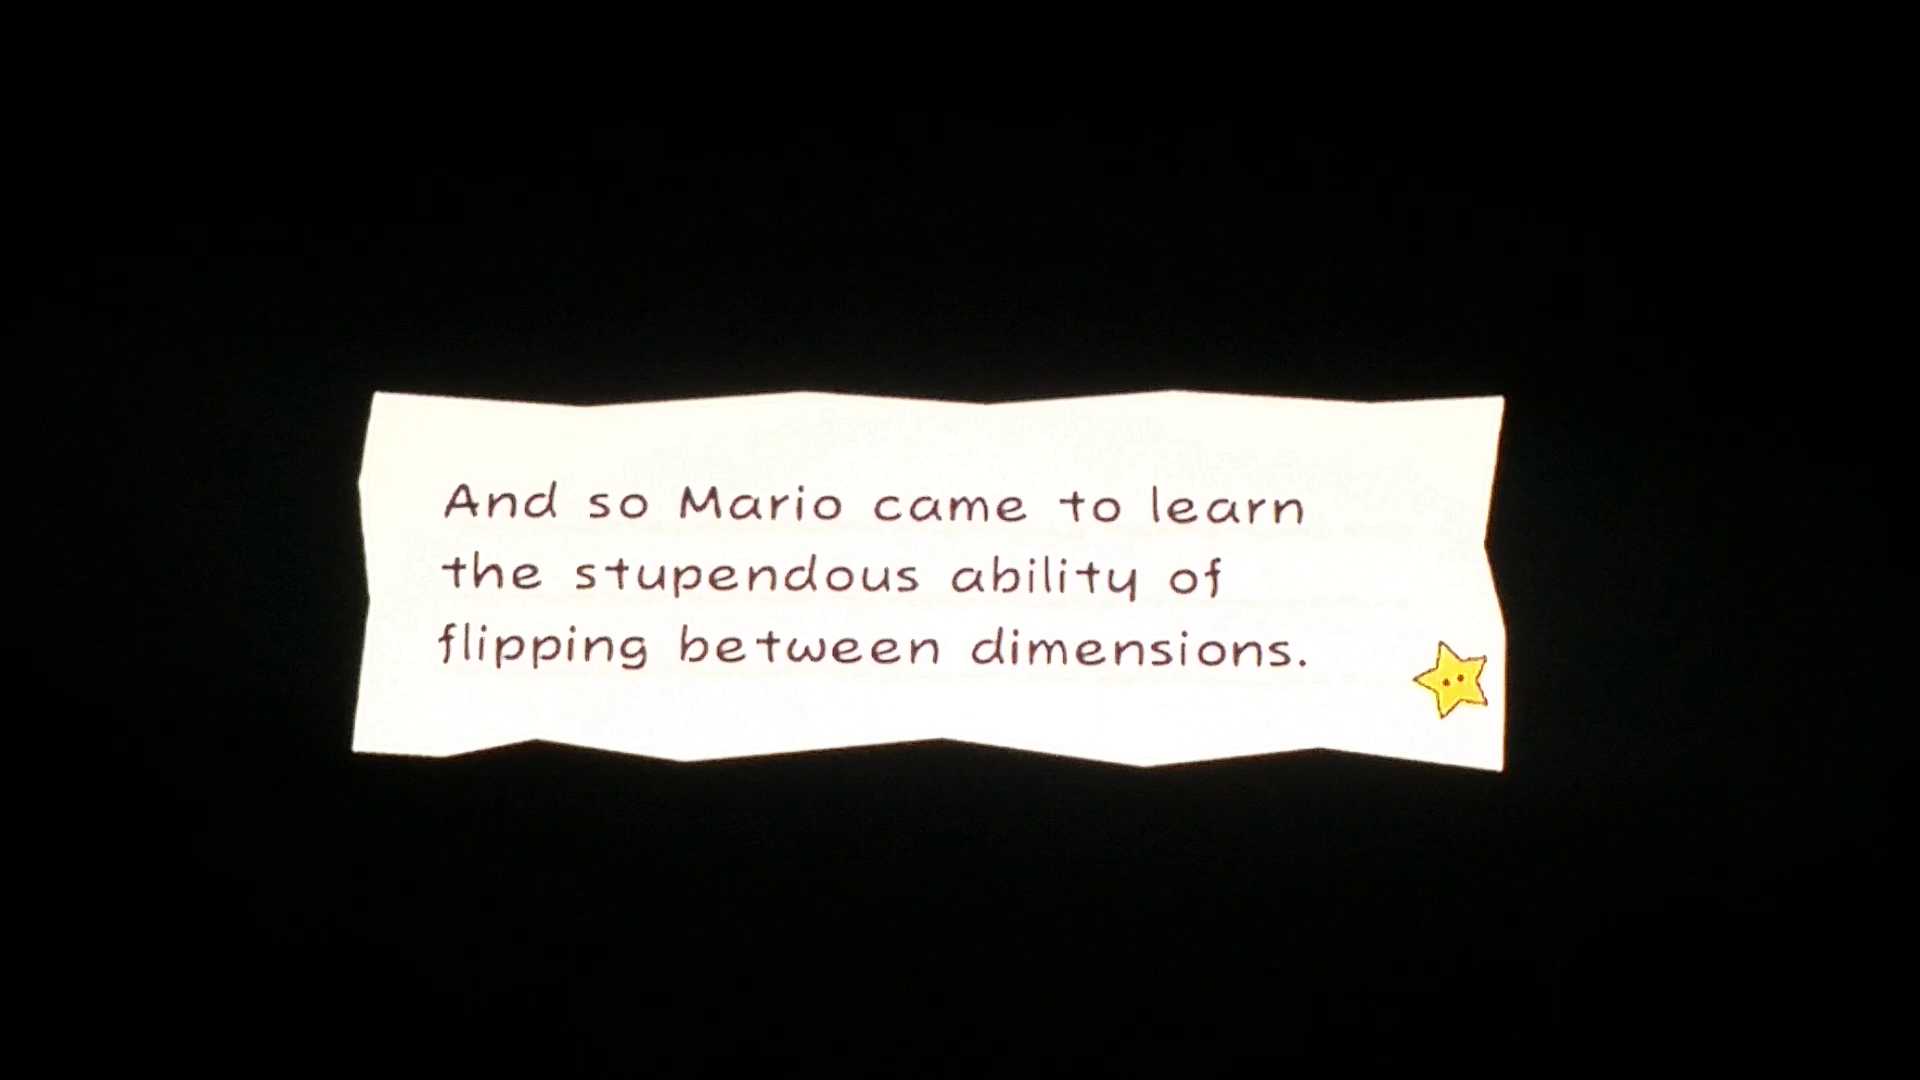 And so Mario came to learn
the stupendous ability of
flipping between dimensions.